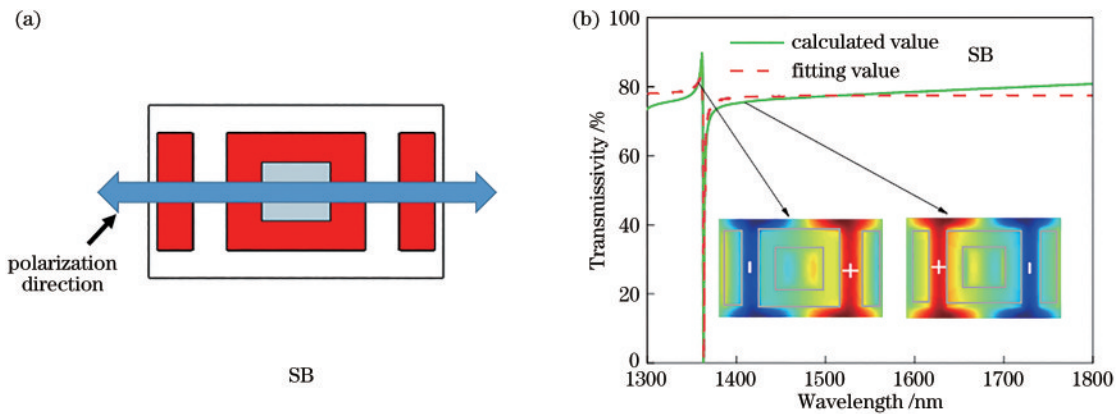 (a)
polarization
direction
SB
(b)
100
80
60
40
20
0
Transmissivity /%
calculated value
fitting value
SB
− +
+ −
1300 1400 1500 1600 1700 1800
Wavelength /nm